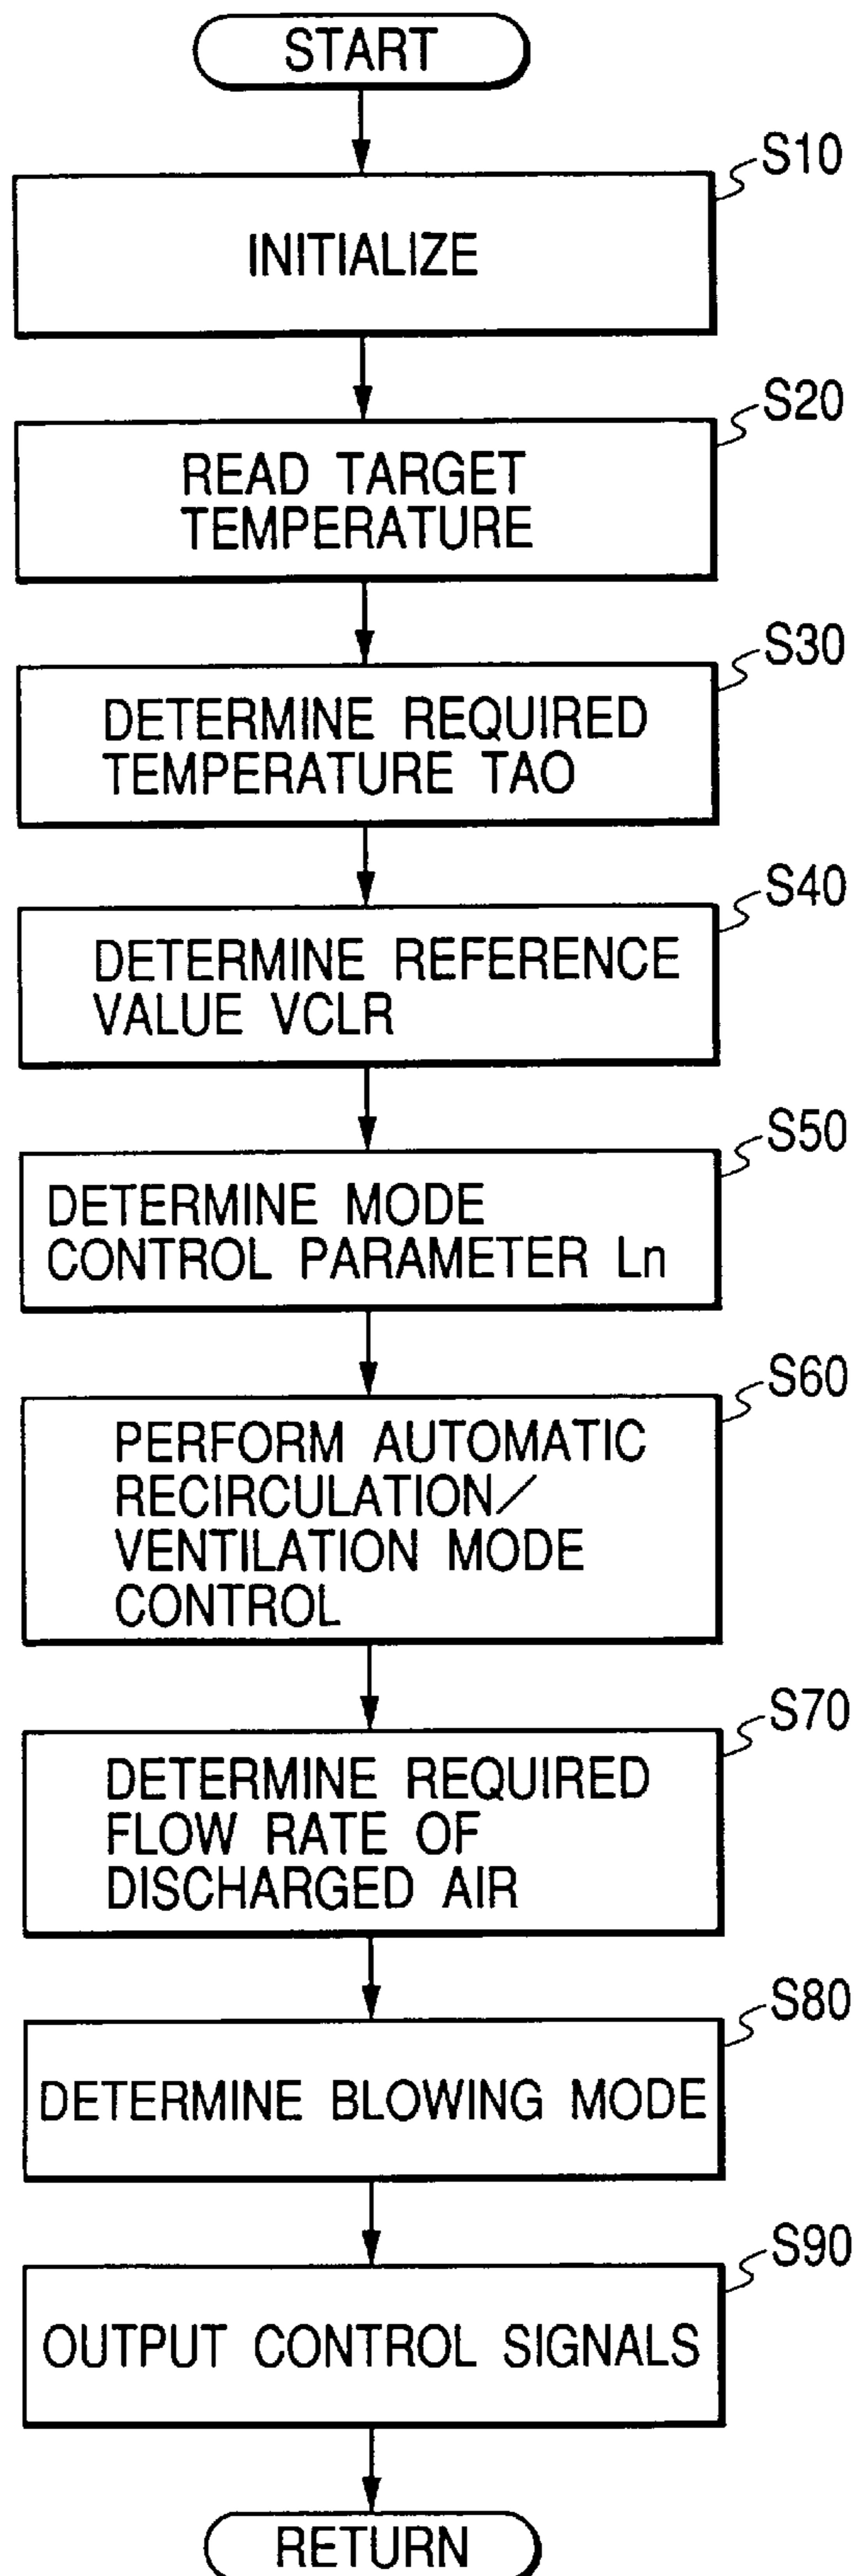 START
S10
INITIALIZE
S20
READ TARGET
TEMPERATURE
S30
DETERMINE REQUIRED
TEMPERATURE TAO
S40
DETERMINE REFERENCE
VALUE VCLR
S50
DETERMINE MODE
CONTROL PARAMETER Ln
S60
PERFORM AUTOMATIC
RECIRCULATION/
VENTILATION MODE
CONTROL
S70
DETERMINE REQUIRED
FLOW RATE OF
DISCHARGED AIR
S80
DETERMINE BLOWING MODE
S90
OUTPUT CONTROL SIGNALS
RETURN